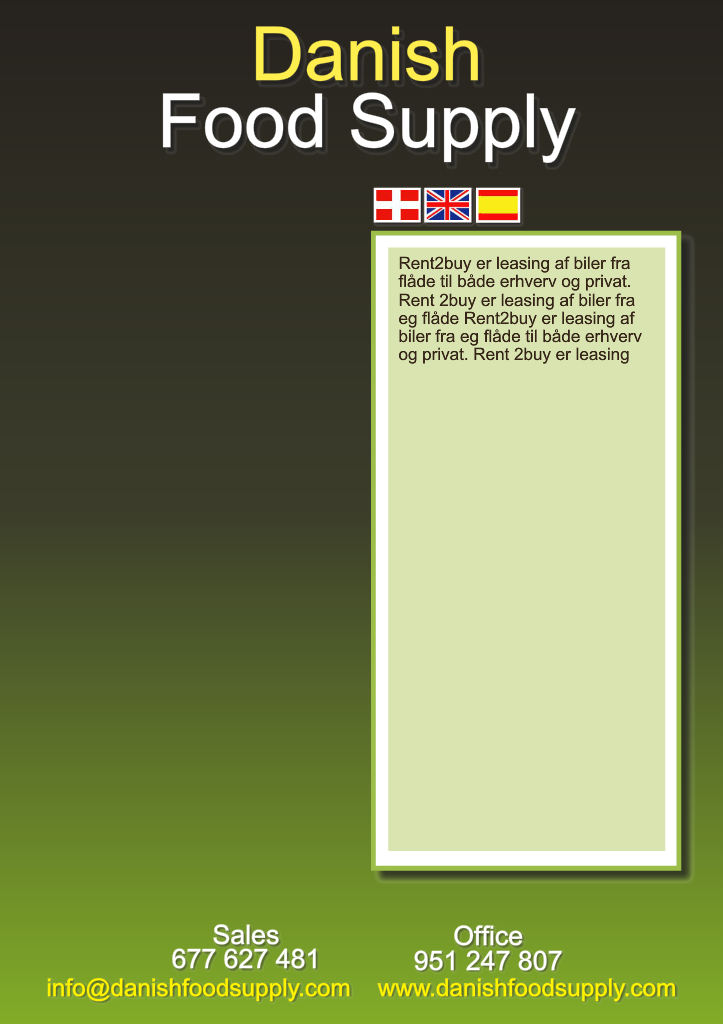 Danish
Food Supply
Rent2buy er leasing af biler fra
flåde til både erhverv og privat.
Rent 2buy er leasing af biler fra
eg flåde Rent2buy er leasing af
biler fra eg flåde til både erhverv
og privat. Rent 2buy er leasing
Sales
677 627 481
info@danishfoodsupply.com
Office
951 247 807
www.danishfoodsupply.com